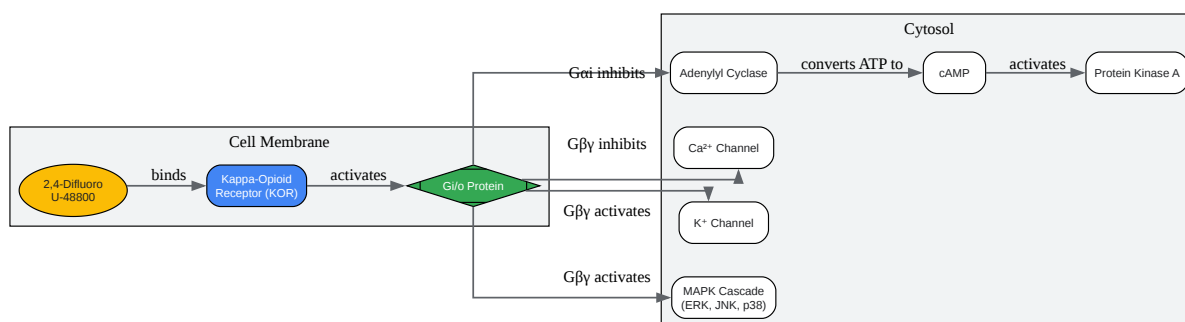 Cytosol
Gαi inhibits
Adenylyl Cyclase
converts ATP to
cAMP
activates
Protein Kinase A
Cell Membrane
2,4-Difluoro
U-48800
binds
Kappa-Opioid
Receptor (KOR)
activates
Gi/o Protein
Gβγ inhibits
Ca²⁺ Channel
Gβγ activates
K⁺ Channel
Gβγ activates
MAPK Cascade
(ERK, JNK, p38)